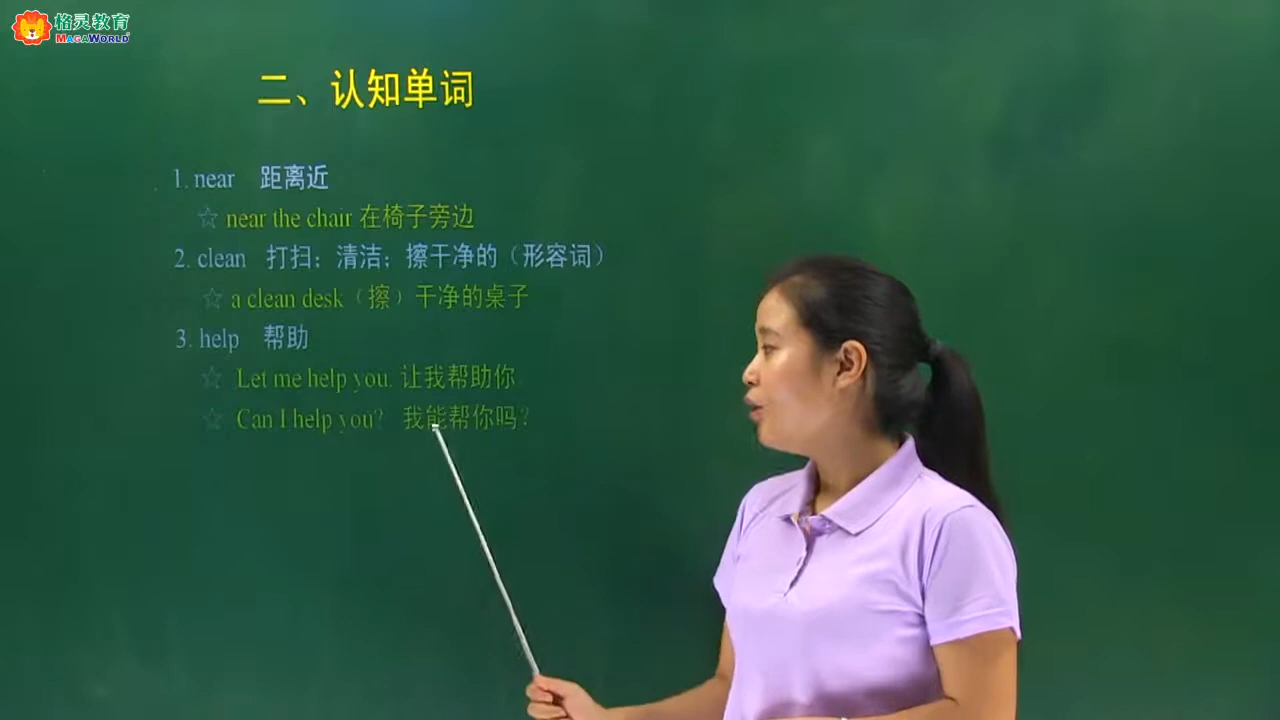 格灵教育
MAGAWORLD
二、认知单词
1. near 距离近
☆ near the chair 在椅子旁边
2. clean 打扫；清洁；擦干净的（形容词）
☆ a clean desk（擦）干净的桌子
3. help 帮助
☆ Let me help you. 让我帮助你
☆ Can I help you? 我能帮你吗?